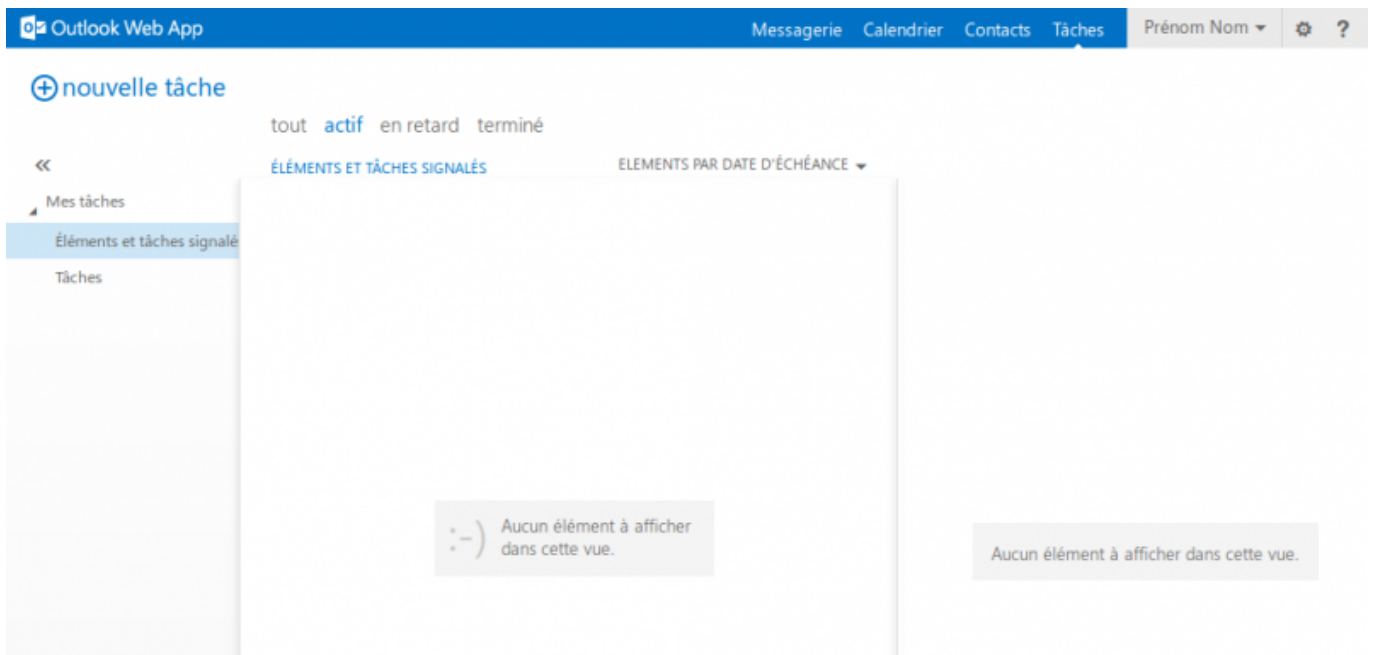 Outlook Web App
Messagerie Calendrier Contacts Tâches Prénom Nom ?
nouvelle tâche
tout actif en retard terminé
ÉLÉMENTS ET TÂCHES SIGNALÉS ELEMENTS PAR DATE D'ÉCHÉANCE
Mes tâches
Éléments et tâches signalé
Tâches
:-) Aucun élément à afficher
dans cette vue.
Aucun élément à afficher dans cette vue.